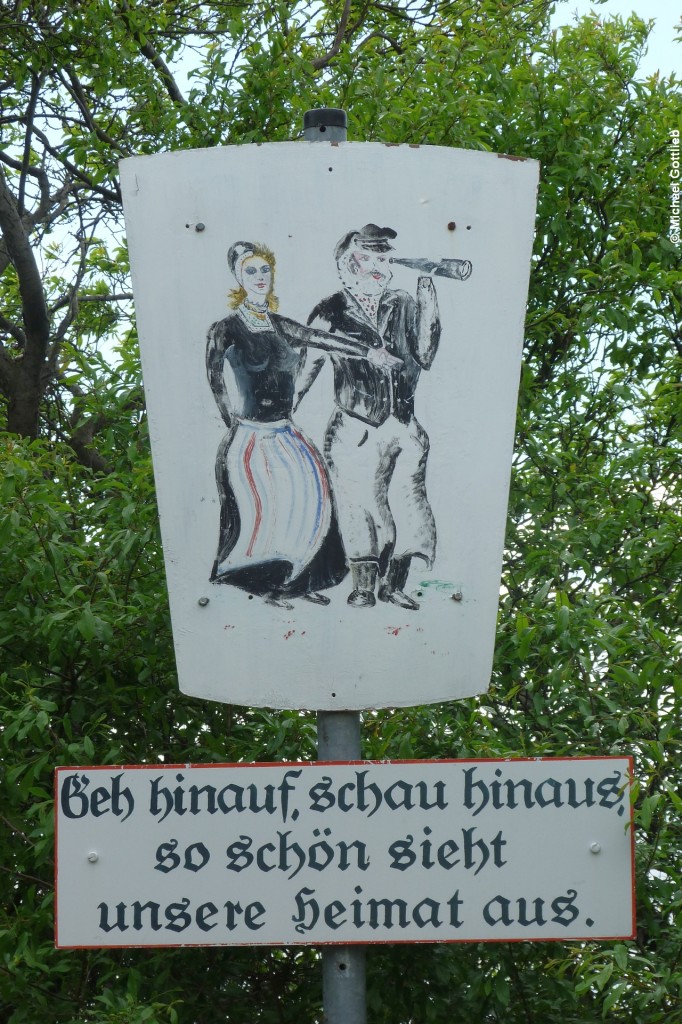 Geh hinauf, schau hinaus,
so schön sieht
unsere Heimat aus.
© Michael Gottlieb